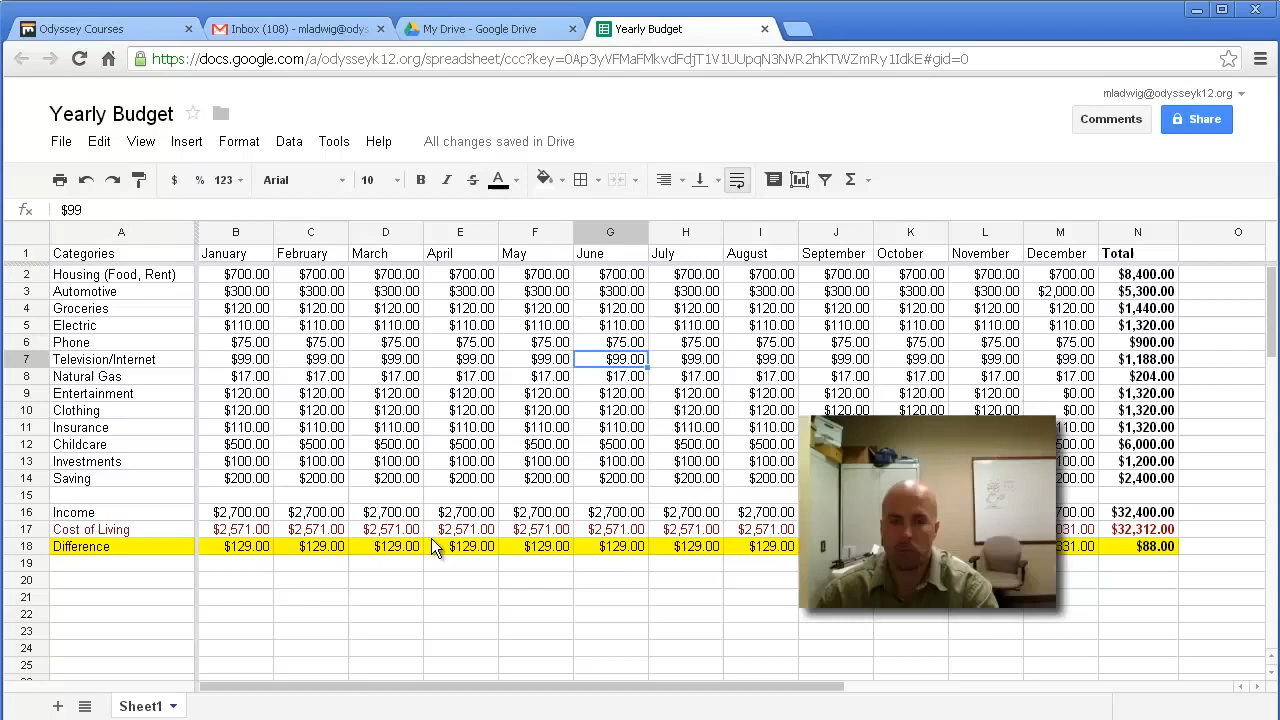 Odyssey Courses Inbox (108) - mladwig@odys My Drive - Google Drive Yearly Budget
https://docs.google.com/a/odysseyk12.org/spreadsheet/ccc?key=
mladwig@odysseyk12.org
Yearly Budget
Comments Share
File Edit View Insert Format Data Tools Help All changes saved in Drive
$ % 123 Arial 10 B I S A Σ
fx $99
A B C D E F G H I J K L M N O
1 Categories January February March April May June July August September October November December Total
2 Housing (Food, Rent) $700.00 $700.00 $700.00 $700.00 $700.00 $700.00 $700.00 $700.00 $700.00 $700.00 $700.00 $700.00 $8,400.00
3 Automotive $300.00 $300.00 $300.00 $300.00 $300.00 $300.00 $300.00 $300.00 $300.00 $300.00 $300.00 $2,000.00 $5,300.00
4 Groceries $120.00 $120.00 $120.00 $120.00 $120.00 $120.00 $120.00 $120.00 $120.00 $120.00 $120.00 $120.00 $1,440.00
5 Electric $110.00 $110.00 $110.00 $110.00 $110.00 $110.00 $110.00 $110.00 $110.00 $110.00 $110.00 $110.00 $1,320.00
6 Phone $75.00 $75.00 $75.00 $75.00 $75.00 $75.00 $75.00 $75.00 $75.00 $75.00 $75.00 $75.00 $900.00
7 Television/Internet $99.00 $99.00 $99.00 $99.00 $99.00 $99.00 $99.00 $99.00 $99.00 $99.00 $99.00 $99.00 $1,188.00
8 Natural Gas $17.00 $17.00 $17.00 $17.00 $17.00 $17.00 $17.00 $17.00 $17.00 $17.00 $17.00 $17.00 $204.00
9 Entertainment $120.00 $120.00 $120.00 $120.00 $120.00 $120.00 $120.00 $120.00 $120.00 $120.00 $120.00 $0.00 $1,320.00
10 Clothing $120.00 $120.00 $120.00 $120.00 $120.00 $120.00 $120.00 $120.00 $120.00 $120.00 $120.00 $0.00 $1,320.00
11 Insurance $110.00 $110.00 $110.00 $110.00 $110.00 $110.00 $110.00 $110.00 10.00 $1,320.00
12 Childcare $500.00 $500.00 $500.00 $500.00 $500.00 $500.00 $500.00 $500.00 500.00 $6,000.00
13 Investments $100.00 $100.00 $100.00 $100.00 $100.00 $100.00 $100.00 $100.00 00.00 $1,200.00
14 Saving $200.00 $200.00 $200.00 $200.00 $200.00 $200.00 $200.00 $200.00 00.00 $2,400.00
15
16 Income $2,700.00 $2,700.00 $2,700.00 $2,700.00 $2,700.00 $2,700.00 $2,700.00 $2,700.00 700.00 $32,400.00
17 Cost of Living $2,571.00 $2,571.00 $2,571.00 $2,571.00 $2,571.00 $2,571.00 $2,571.00 $2,571.00 031.00 $32,312.00
18 Difference $129.00 $129.00 $129.00 $129.00 $129.00 $129.00 $129.00 $129.00 331.00 $88.00
19
20
21
22
23
24
25
Sheet1